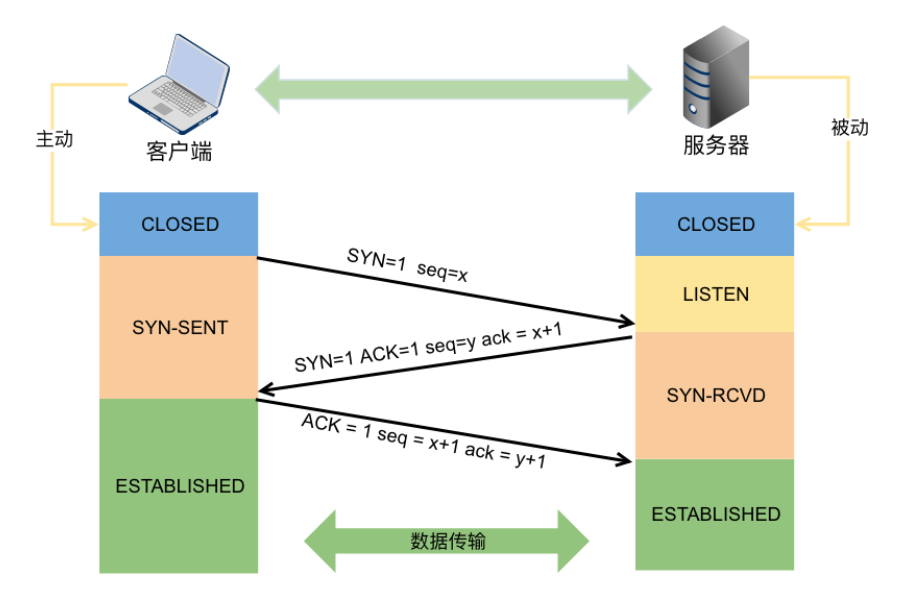 主动
客户端
服务器
被动
CLOSED
CLOSED
SYN=1 seq=x
LISTEN
SYN-SENT
SYN=1 ACK=1 seq=y ack = x+1
SYN-RCVD
ACK = 1 seq = x+1 ack = y+1
ESTABLISHED
ESTABLISHED
数据传输